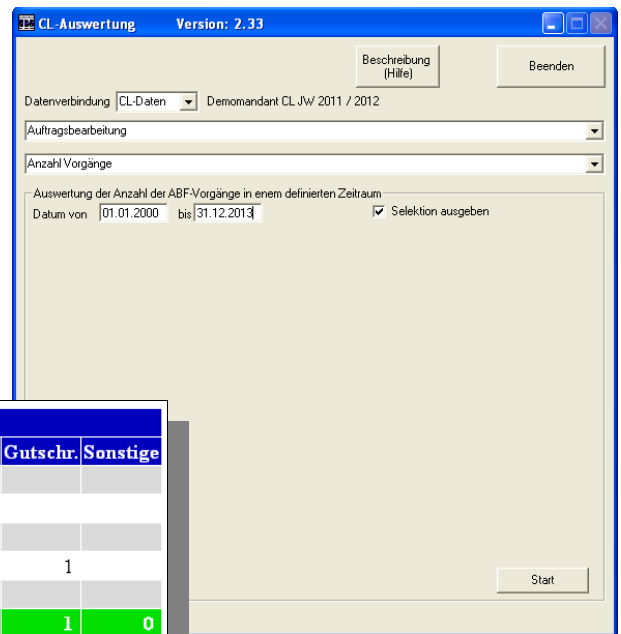 CL-Auswertung Version: 2.33
Beschreibung
(Hilfe)
Beenden
Datenverbindung CL-Daten Demomandant CL JW 2011 / 2012
Auftragsbearbeitung
Anzahl Vorgänge
Auswertung der Anzahl der ABF-Vorgänge in enem definierten Zeitraum
Datum von 01.01.2000 bis 31.12.2013 Selektion ausgeben
Gutschr. Sonstige
1
Start
1 0